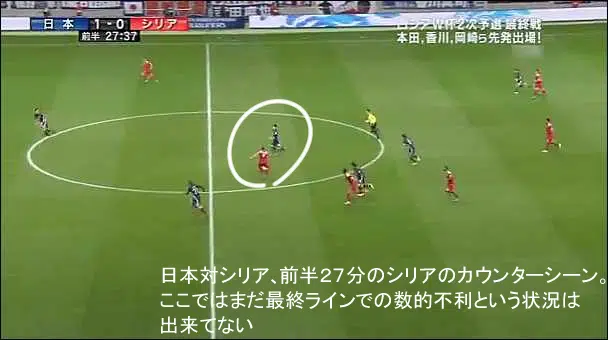 日本 1-0 シリア
前半 27:37
ロシアW杯2次予選 最終戦
本田,香川,岡崎ら先発出場!
日本対シリア、前半27分のシリアのカウンターシーン。
ここではまだ最終ラインでの数的不利という状況は
出来てない